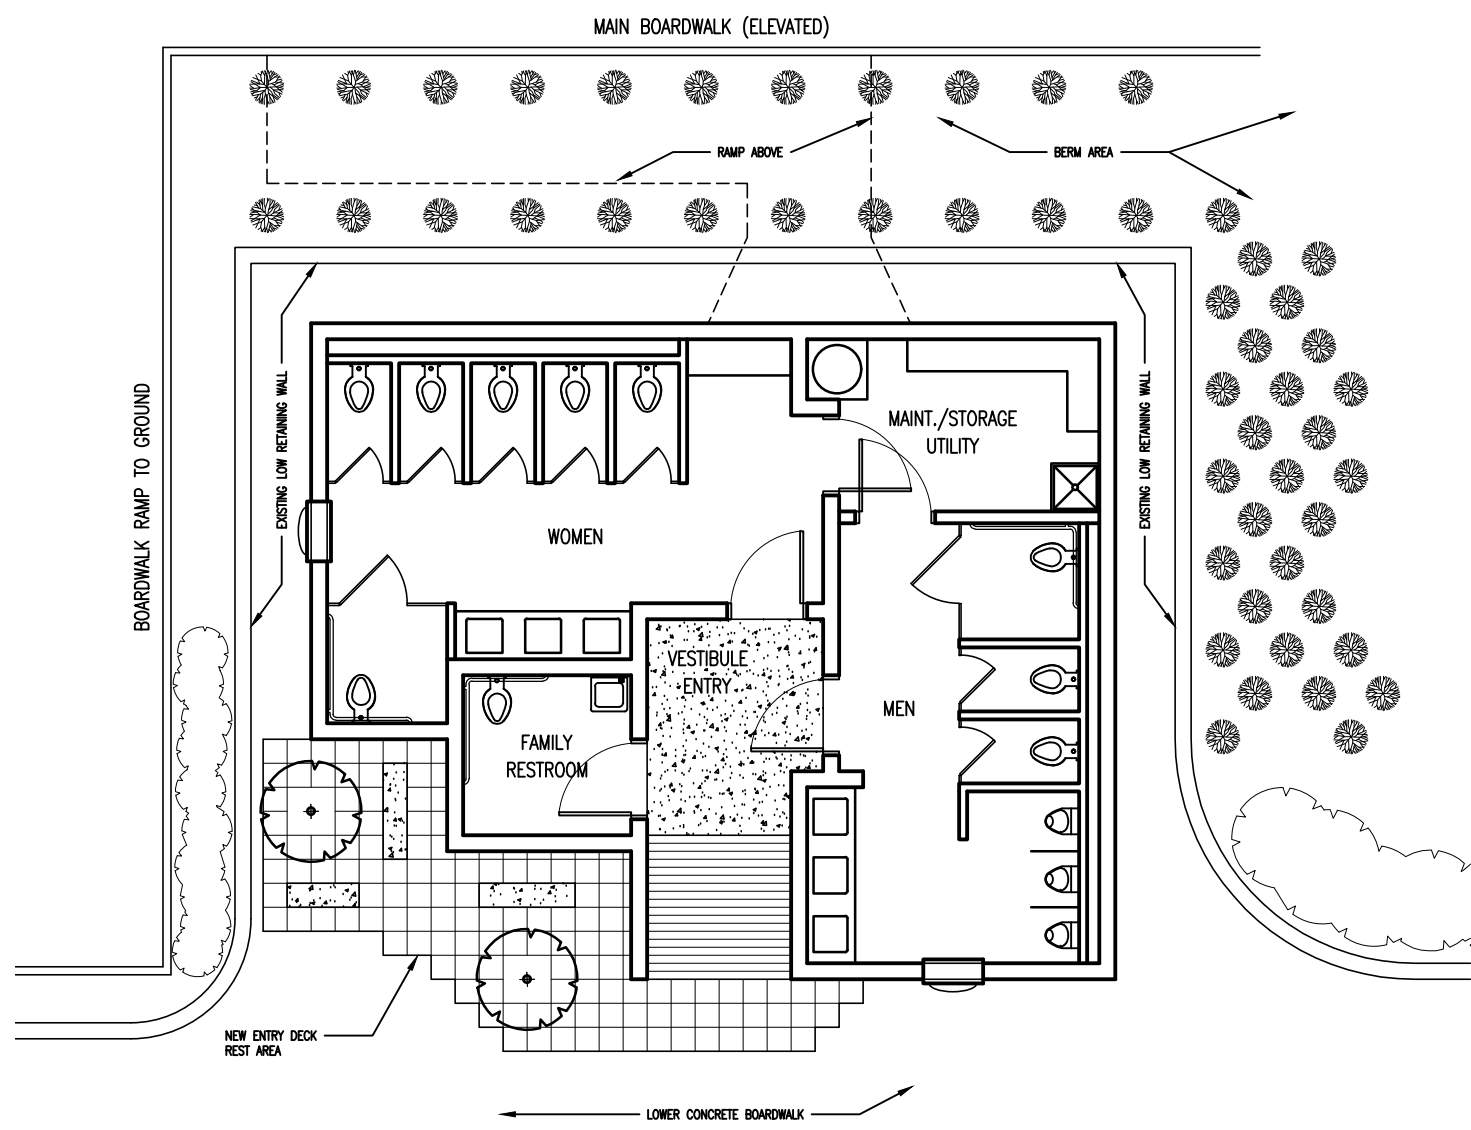 MAIN BOARDWALK (ELEVATED)
RAMP ABOVE
BERM AREA
BOARDWALK RAMP TO GROUND
EXISTING LOW RETAINING WALL
MAINT./STORAGE
UTILITY
EXISTING LOW RETAINING WALL
WOMEN
VESTIBULE
ENTRY
MEN
FAMILY
RESTROOM
NEW ENTRY DECK
REST AREA
LOWER CONCRETE BOARDWALK